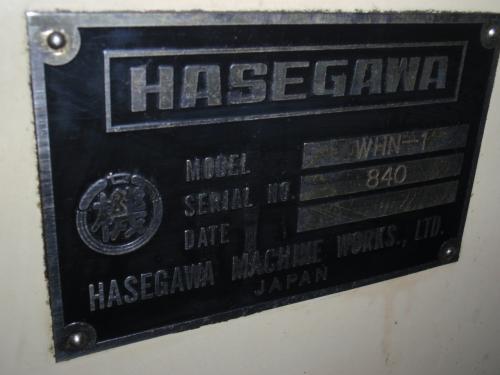 HASEGAWA
MODEL WHN-1
SERIAL NO. 840
DATE
HASEGAWA MACHINE WORKS., LTD.
JAPAN